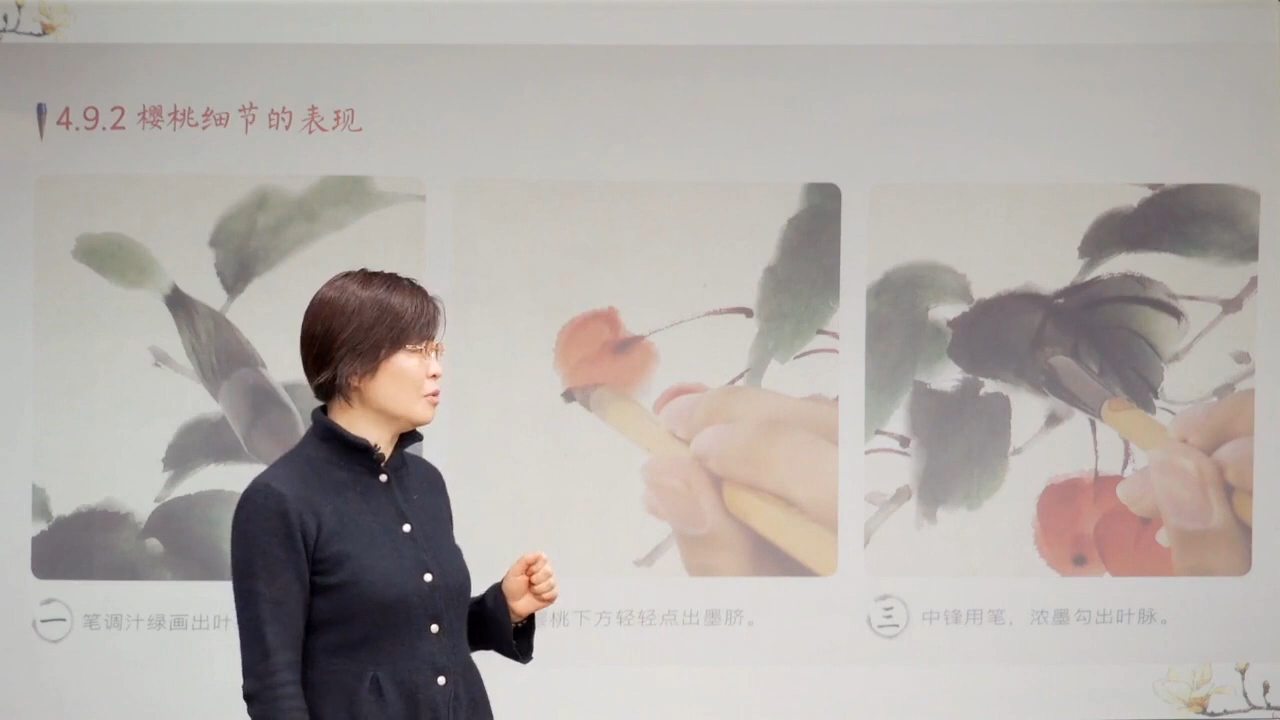 4.9.2 樱桃细节的表现
一 笔调汁绿画出叶
桃下方轻轻点出墨脐。
三 中锋用笔，浓墨勾出叶脉。